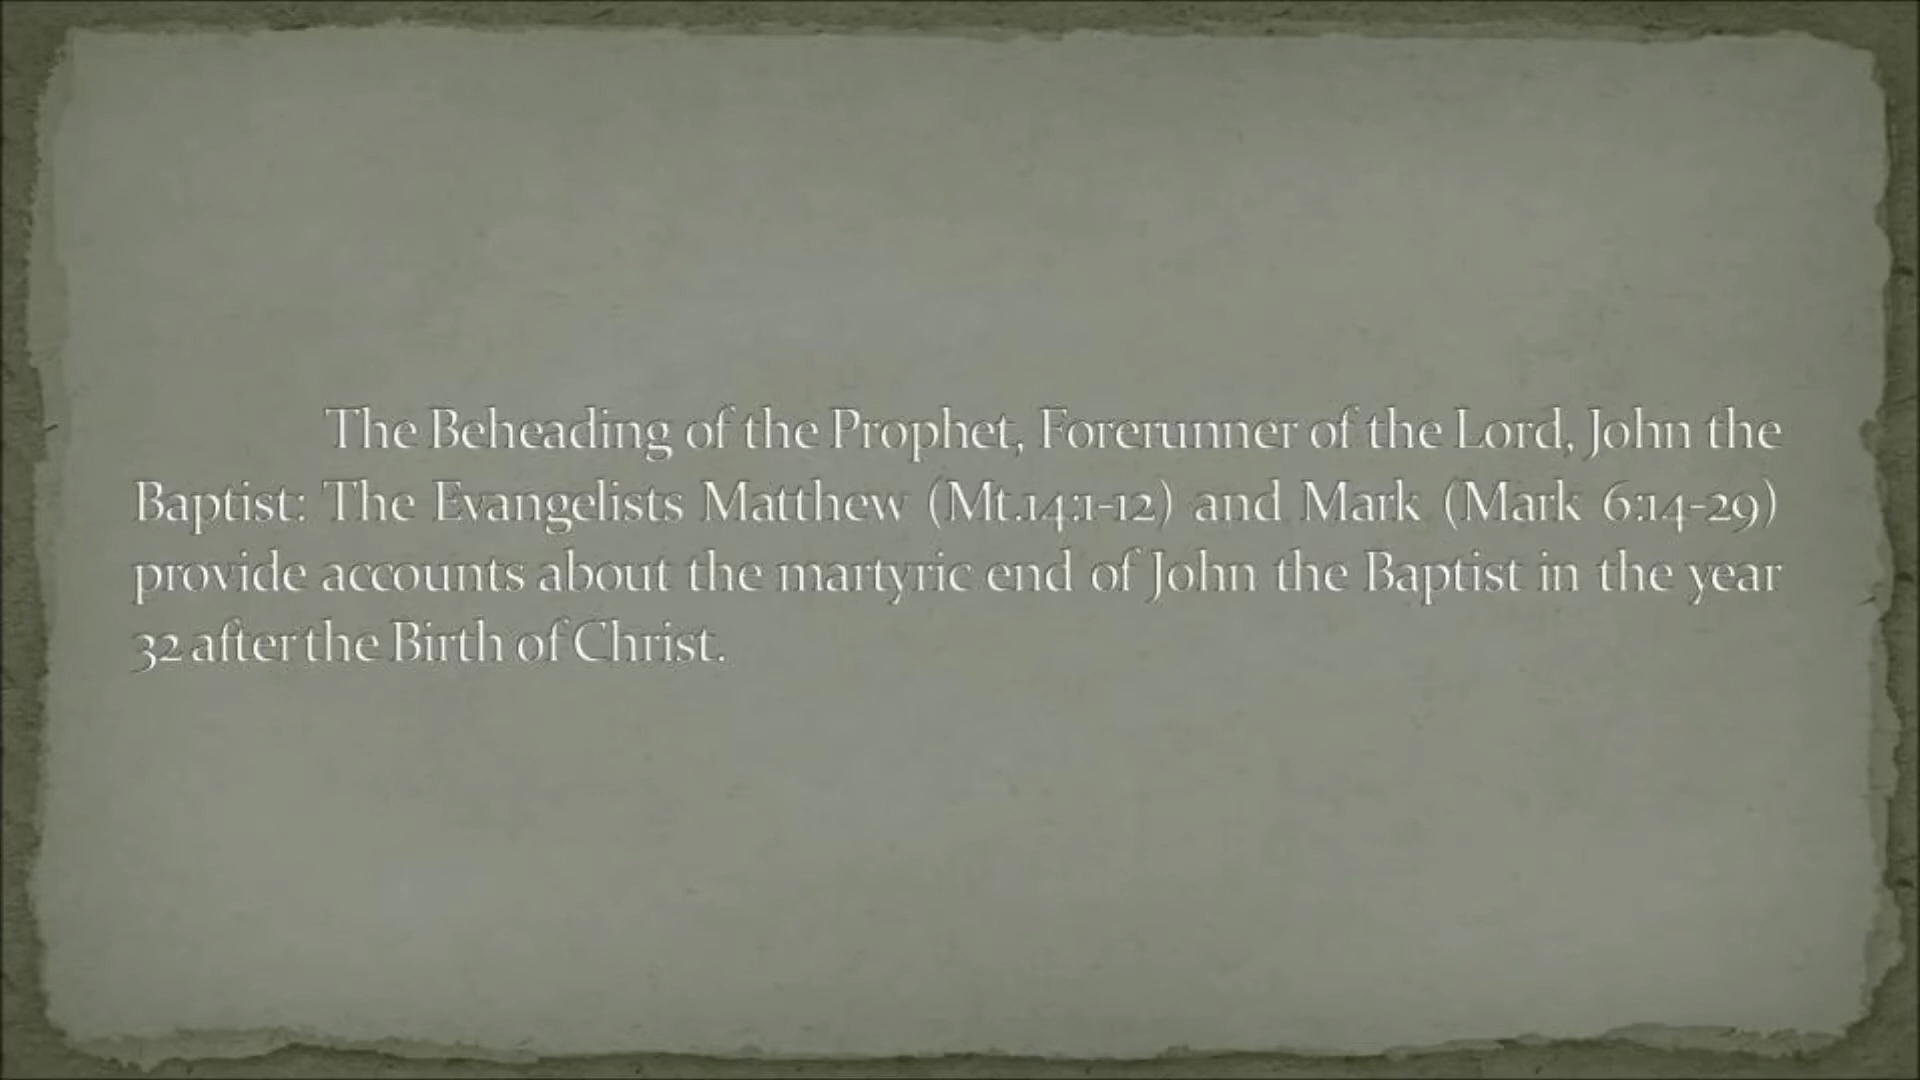 The Beheading of the Prophet, Forerunner of the Lord, John the
Baptist: The Evangelists Matthew (Mt.14:1-12) and Mark (Mark 6:14-29)
provide accounts about the martyric end of John the Baptist in the year
32 after the Birth of Christ.